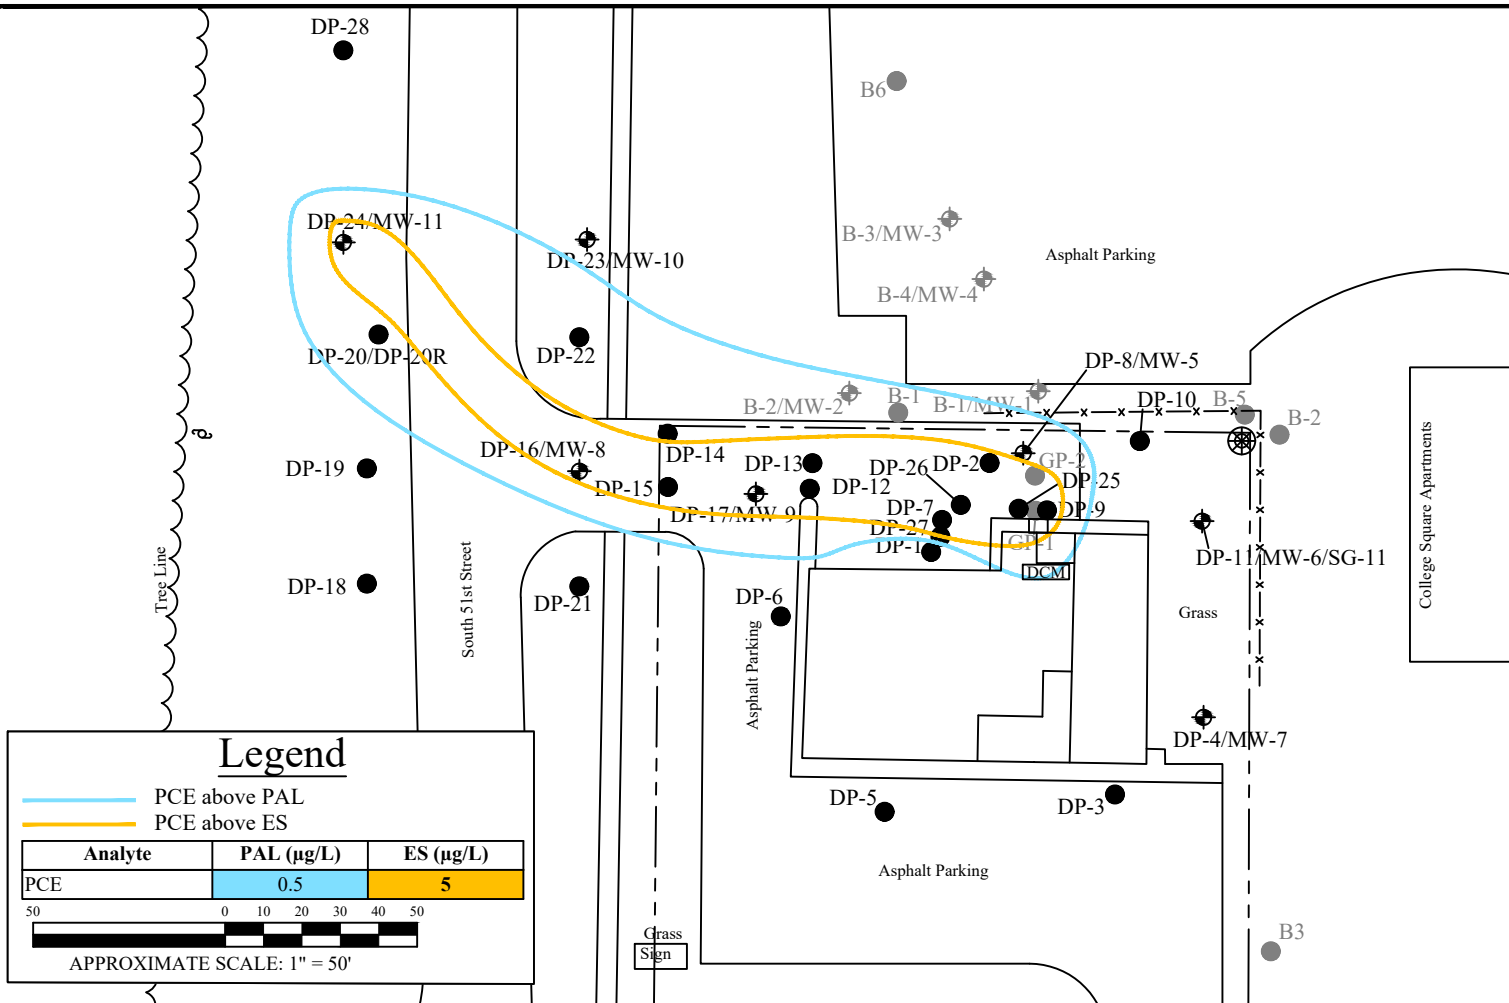 DP-28
B6
DP-24/MW-11
DP-23/MW-10
B-3/MW-3
Asphalt Parking
B-4/MW-4
DP-20/DP-20R
DP-22
DP-8/MW-5
B-2/MW-2
B-1
B-1/MW-1
DP-10
B-5
B-2
DP-16/MW-8
DP-14
DP-13
DP-26
DP-2
GP-2
DP-19
DP-15
DP-12
DP-25
DP-17/MW-9
DP-7
DP-9
DP-27
DP-1
GP-1
DCM
DP-11/MW-6/SG-11
College Square Apartments
Tree Line
South 51st Street
DP-18
DP-21
DP-6
Grass
Asphalt Parking
DP-4/MW-7
DP-5
DP-3
Asphalt Parking
B3
Grass
Sign
Legend
PCE above PAL
PCE above ES
Analyte PAL (µg/L) ES (µg/L)
PCE 0.5 5
50 0 10 20 30 40 50
APPROXIMATE SCALE: 1" = 50'